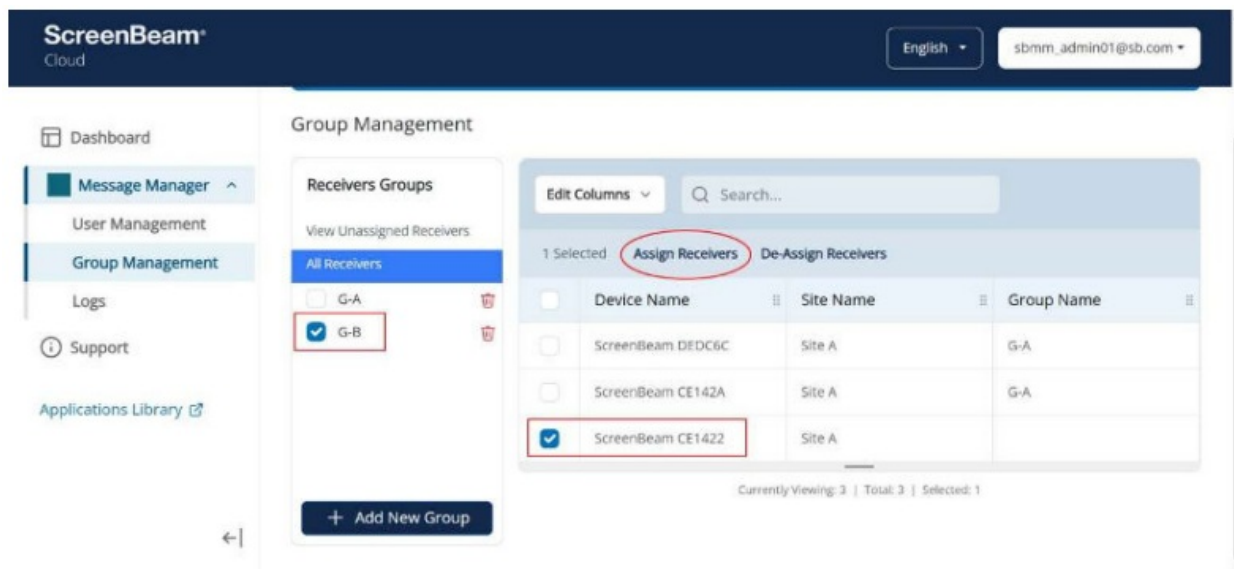 ScreenBeam
Cloud
English
sbmm_admin01@sb.com
Dashboard
Message Manager
User Management
Group Management
Logs
Support
Applications Library
Group Management
Receivers Groups
View Unassigned Receivers
All Receivers
G-A
G-B
+ Add New Group
Edit Columns
Search...
1 Selected Assign Receivers De-Assign Receivers
Device Name Site Name Group Name
ScreenBeam DEDC6C Site A G-A
ScreenBeam CE142A Site A G-A
ScreenBeam CE1422 Site A
Currently Viewing: 3 | Total: 3 | Selected: 1